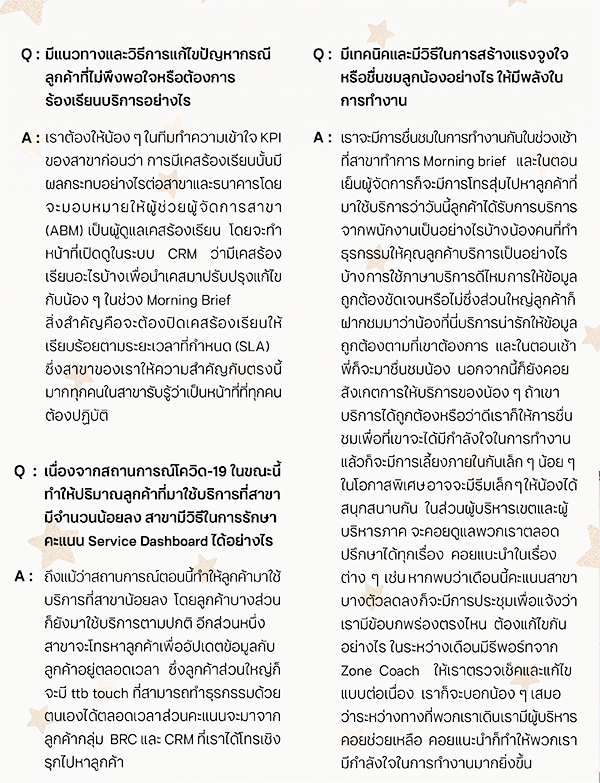 Q : มีแนวทางและวิธีการแก้ไขปัญหากรณี
ลูกค้าที่ไม่พึงพอใจหรือต้องการ
ร้องเรียนบริการอย่างไร
A : เราต้องให้น้อง ๆ ในทีมทำความเข้าใจ KPI
ของสาขาก่อนว่า การมีเคสร้องเรียนนั้นมี
ผลกระทบอย่างไรต่อสาขาและธนาคารโดย
จะมอบหมายให้ผู้ช่วยผู้จัดการสาขา
(ABM) เป็นผู้ดูแลเคสร้องเรียน โดยจะทำ
หน้าที่เปิดดูในระบบ CRM ว่ามีเคสร้อง
เรียนอะไรบ้างเพื่อนำเคสมาปรับปรุงแก้ไข
กับน้อง ๆ ในช่วง Morning Brief
สิ่งสำคัญคือจะต้องปิดเคสร้องเรียนให้
เรียบร้อยตามระยะเวลาที่กำหนด (SLA)
ซึ่งสาขาของเราให้ความสำคัญกับตรงนี้
มากทุกคนในสาขารับรู้ว่าเป็นหน้าที่ที่ทุกคน
ต้องปฏิบัติ
Q : เนื่องจากสถานการณ์โควิด-19 ในขณะนี้
ทำให้ปริมาณลูกค้าที่มาใช้บริการที่สาขา
มีจำนวนน้อยลง สาขามีวิธีในการรักษา
คะแนน Service Dashboard ได้อย่างไร
A : ถึงแม้ว่าสถานการณ์ตอนนี้ทำให้ลูกค้ามาใช้
บริการที่สาขาน้อยลง โดยลูกค้าบางส่วน
ก็ยังมาใช้บริการตามปกติ อีกส่วนหนึ่ง
สาขาจะโทรหาลูกค้าเพื่ออัปเดตข้อมูลกับ
ลูกค้าอยู่ตลอดเวลา ซึ่งลูกค้าส่วนใหญ่ก็
จะมี ttb touch ที่สามารถทำธุรกรรมด้วย
ตนเองได้ตลอดเวลาส่วนคะแนนจะมาจาก
ลูกค้ากลุ่ม BRC และ CRM ที่เราได้โทรเชิง
รุกไปหาลูกค้า
Q : มีเทคนิคและมีวิธีในการสร้างแรงจูงใจ
หรือชื่นชมลูกน้องอย่างไร ให้มีพลังใน
การทำงาน
A : เราจะมีการชื่นชมในการทำงานกันในช่วงเช้า
ที่สาขาทำการ Morning brief และในตอน
เย็นผู้จัดการก็จะมีการโทรสุ่มไปหาลูกค้าที่
มาใช้บริการว่าวันนี้ลูกค้าได้รับการบริการ
จากพนักงานเป็นอย่างไรบ้างน้องคนที่ทำ
ธุรกรรมให้คุณลูกค้าบริการเป็นอย่างไร
บ้างการใช้ภาษาบริการดีไหมการให้ข้อมูล
ถูกต้องชัดเจนหรือไม่ซึ่งส่วนใหญ่ลูกค้าก็
ฝากชมมาว่าน้องที่นี่บริการน่ารักให้ข้อมูล
ถูกต้องตามที่เขาต้องการ และในตอนเช้า
พี่ก็จะมาชื่นชมน้อง นอกจากนี้ก็ยังคอย
สังเกตการให้บริการของน้อง ๆ ถ้าเขา
บริการได้ถูกต้องหรือว่าดีเราก็ให้การชื่น
ชมเพื่อที่เขาจะได้มีกำลังใจในการทำงาน
แล้วก็จะมีการเลี้ยงภายในกันเล็ก ๆ น้อย ๆ
ในโอกาสพิเศษอาจจะมีธีมเล็กๆให้น้องได้
สนุกสนานกัน ในส่วนผู้บริหารเขตและผู้
บริหารภาค จะคอยดูแลพวกเราตลอด
ปรึกษาได้ทุกเรื่อง คอยแนะนำในเรื่อง
ต่าง ๆ เช่น หากพบว่าเดือนนี้คะแนนสาขา
บางตัวลดลงก็จะมีการประชุมเพื่อแจ้งว่า
เรามีข้อบกพร่องตรงไหน ต้องแก้ไขกัน
อย่างไร ในระหว่างเดือนมีรีพอร์ทจาก
Zone Coach ให้เราตรวจเช็คและแก้ไข
แบบต่อเนื่อง เราก็จะบอกน้อง ๆ เสมอ
ว่าระหว่างทางที่พวกเราเดินเรามีผู้บริหาร
คอยช่วยเหลือ คอยแนะนำก็ทำให้พวกเรา
มีกำลังใจในการทำงานมากยิ่งขึ้น